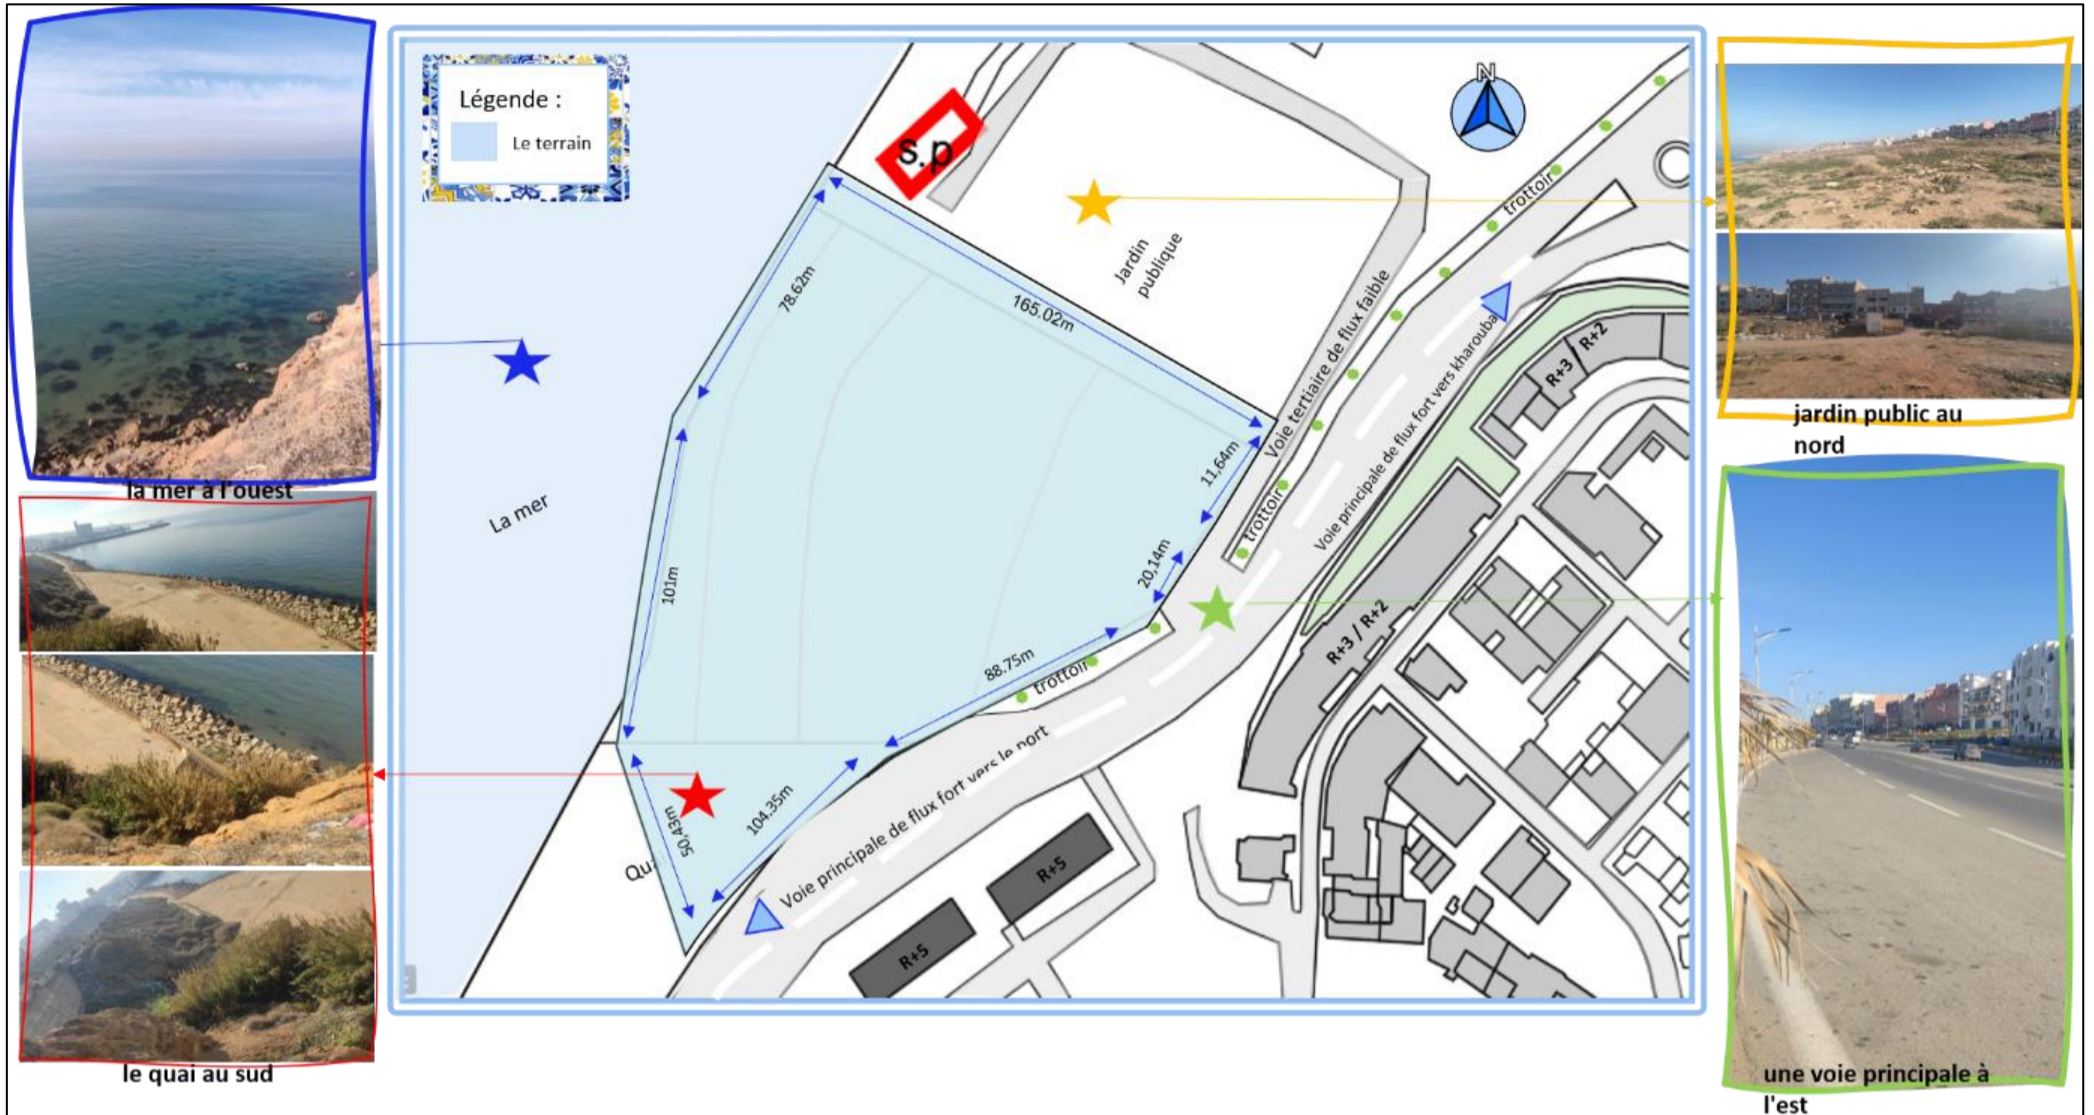 Légende :
Le terrain
N
s.p
Jardin
publique
trottoir
78.62m
165.02m
Voie tertiaire de flux faible
Voie principale de flux fort vers kharouba
R+3 / R+2
11,64m
trottoir
La mer
101m
20,14m
88.75m
trottoir
R+3 / R+2
Voie principale de flux fort vers le port
104.35m
50,43m
R+5
R+5
la mer à l'ouest
le quai au sud
jardin public au
nord
une voie principale à
l'est